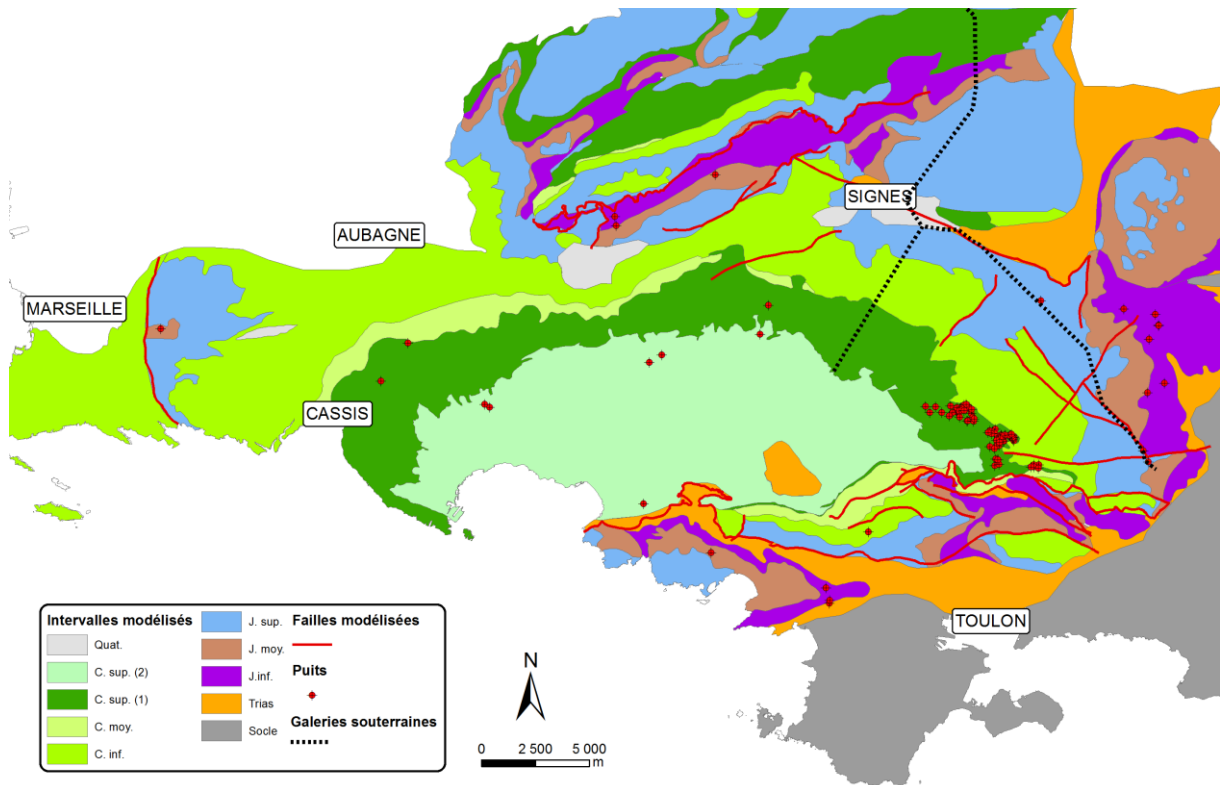 SIGNES
AUBAGNE
MARSEILLE
CASSIS
TOULON
Intervalles modélisés
Quat.
C. sup. (2)
C. sup. (1)
C. moy.
C. inf.
J. sup.
J. moy.
J.inf.
Trias
Socle
Failles modélisées
Puits
Galeries souterraines
N
0 2 500 5 000
m